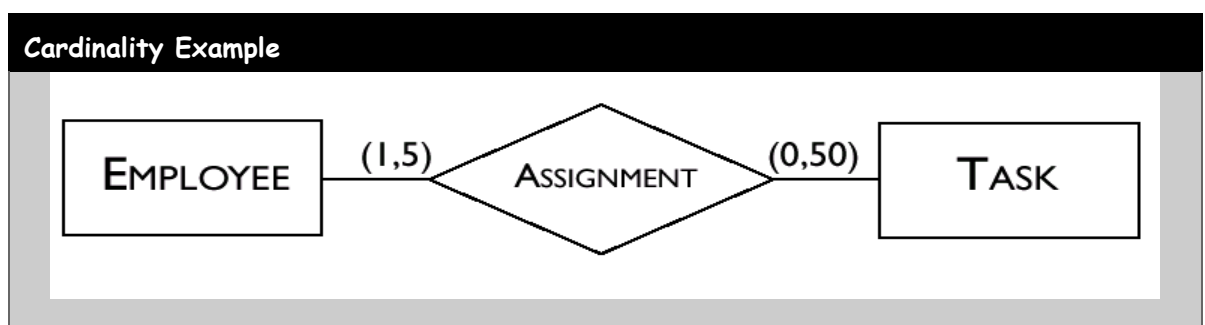 Cardinality Example
(1,5) (0,50)
EMPLOYEE ASSIGNMENT TASK